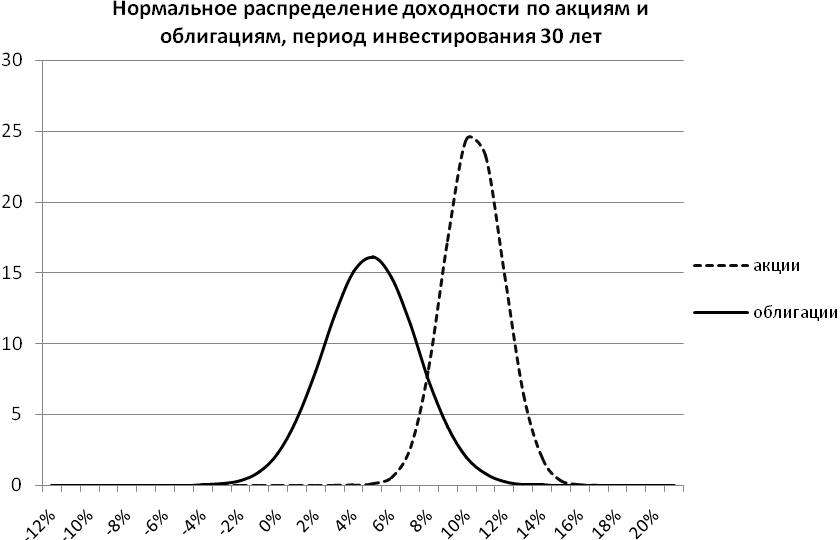 Нормальное распределение доходности по акциям и
облигациям, период инвестирования 30 лет
30
25
20
15
10
5
0
-12% -10% -8% -6% -4% -2% 0% 2% 4% 6% 8% 10% 12% 14% 16% 18% 20%
акции
облигации